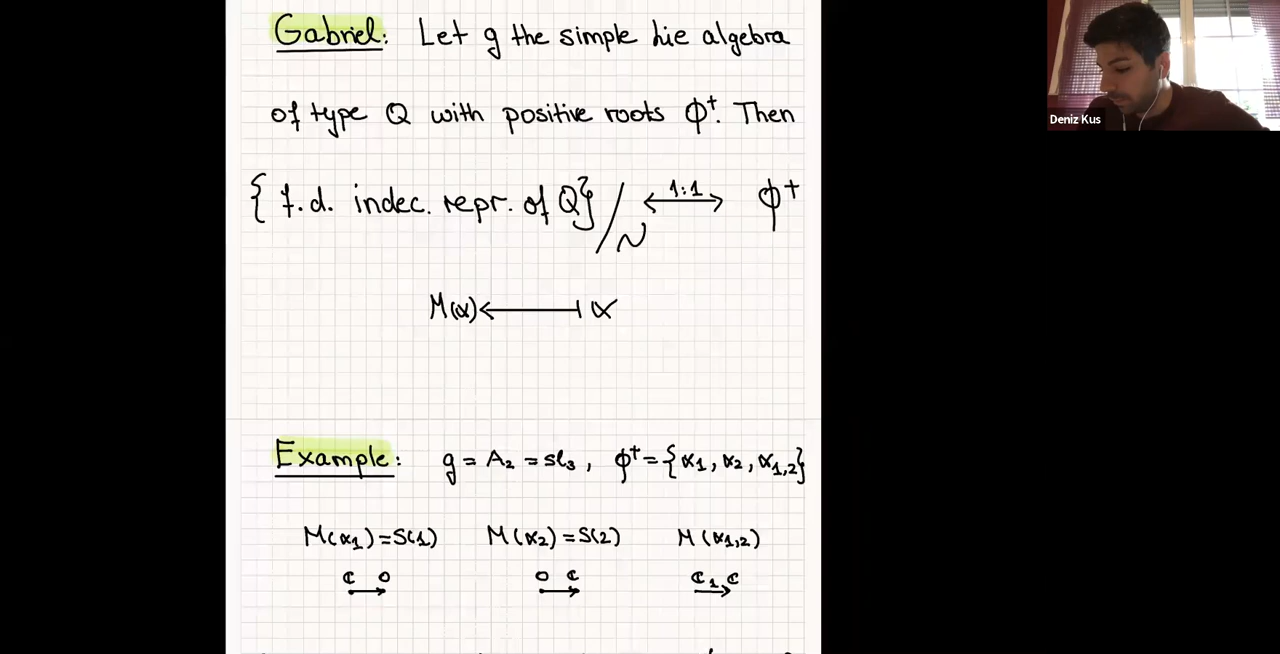 Gabriel: Let g the simple Lie algebra
of type Q with positive roots Φ⁺. Then
{ f.d. indec. repr. of Q}/~ ⟷ 1:1 Φ⁺
M(α) ⟵| α
Example: g = A₂ = sl₃, Φ⁺ = {α₁, α₂, α₁,₂}
M(α₁) = S(1) M(α₂) = S(2) M(α₁,₂)
ℂ 0 0 ℂ ℂ 1 ℂ
Deniz Kus